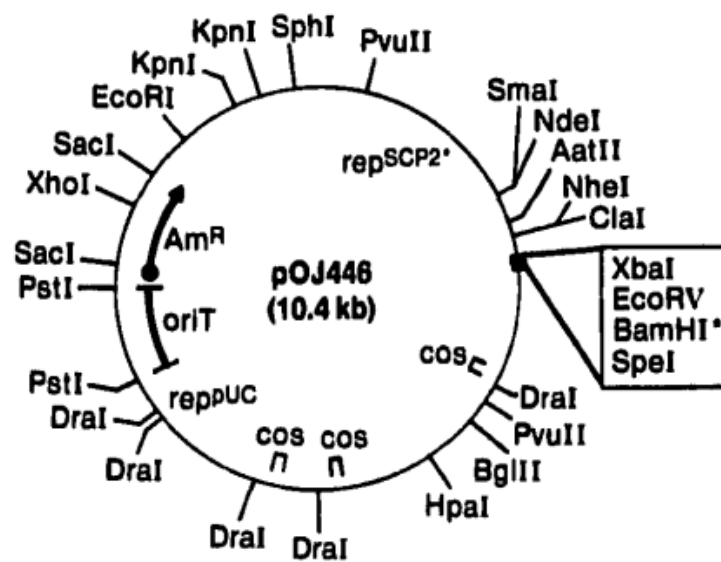 KpnI
SphI
PvuII
KpnI
EcoRI
SacI
XhoI
SacI
PstI
PstI
DraI
DraI
DraI
DraI
HpaI
BglII
PvuII
DraI
SmaI
NdeI
AatII
NheI
ClaI
XbaI
EcoRV
BamHI*
SpeI
repSCP2*
AmR
oriT
reppUC
pOJ446
(10.4 kb)
cos
cos
cos